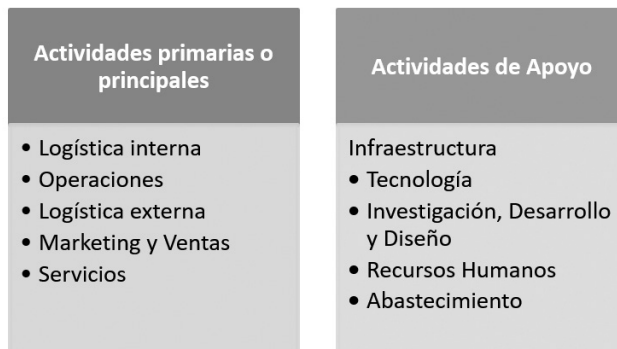 Actividades primarias o
principales
• Logística interna
• Operaciones
• Logística externa
• Marketing y Ventas
• Servicios
Actividades de Apoyo
Infraestructura
• Tecnología
• Investigación, Desarrollo
y Diseño
• Recursos Humanos
• Abastecimiento